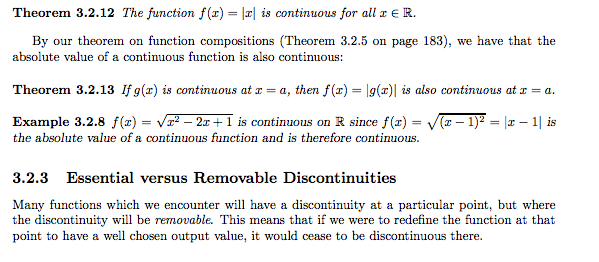 Theorem 3.2.12 The function f(x) = |x| is continuous for all x ∈ ℝ.
By our theorem on function compositions (Theorem 3.2.5 on page 183), we have that the
absolute value of a continuous function is also continuous:
Theorem 3.2.13 If g(x) is continuous at x = a, then f(x) = |g(x)| is also continuous at x = a.
Example 3.2.8 f(x) = √(x² − 2x + 1) is continuous on ℝ since f(x) = √((x − 1)²) = |x − 1| is
the absolute value of a continuous function and is therefore continuous.
3.2.3 Essential versus Removable Discontinuities
Many functions which we encounter will have a discontinuity at a particular point, but where
the discontinuity will be removable. This means that if we were to redefine the function at that
point to have a well chosen output value, it would cease to be discontinuous there.